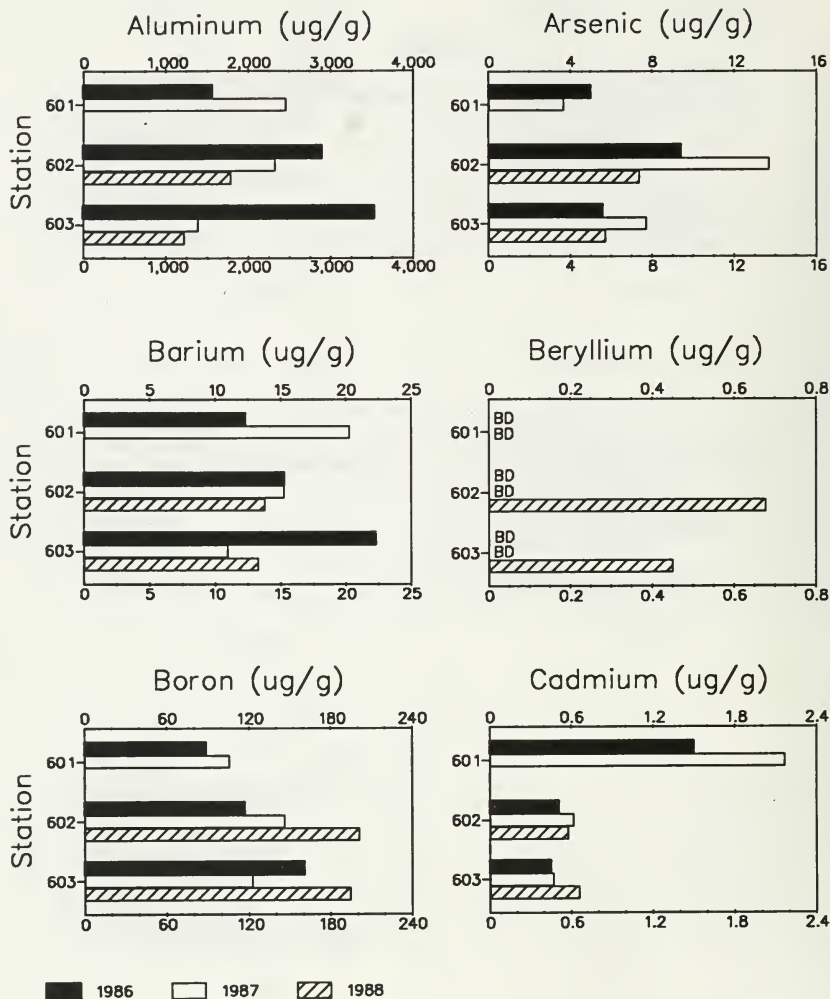 Aluminum (ug/g)
0 1,000 2,000 3,000 4,000
Station
601
602
603
0 1,000 2,000 3,000 4,000
Arsenic (ug/g)
0 4 8 12 16
601
602
603
0 4 8 12 16
Barium (ug/g)
0 5 10 15 20 25
Station
601
602
603
0 5 10 15 20 25
Beryllium (ug/g)
0 0.2 0.4 0.6 0.8
601 BD
BD
BD
602 BD
BD
603 BD
0 0.2 0.4 0.6 0.8
Boron (ug/g)
0 60 120 180 240
Station
601
602
603
0 60 120 180 240
Cadmium (ug/g)
0 0.6 1.2 1.8 2.4
601
602
603
0 0.6 1.2 1.8 2.4
1986 1987 1988